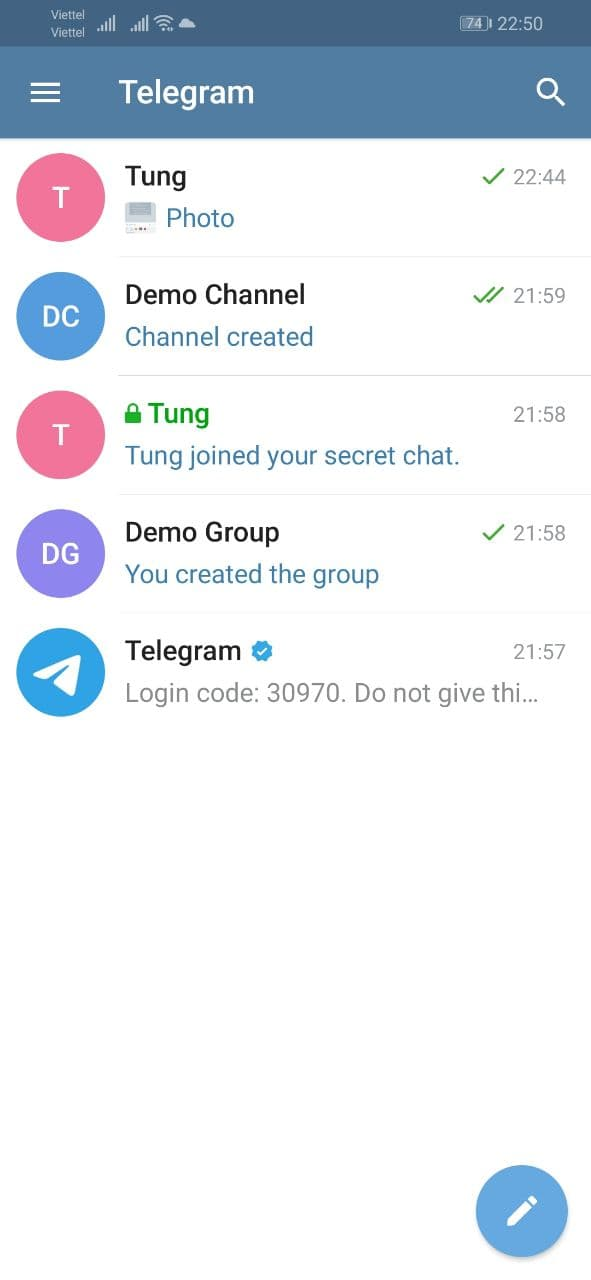 Viettel
Viettel
74
22:50
Telegram
T
Tung
22:44
Photo
DC
Demo Channel
21:59
Channel created
T
Tung
21:58
Tung joined your secret chat.
DG
Demo Group
21:58
You created the group
Telegram
21:57
Login code: 30970. Do not give thi...